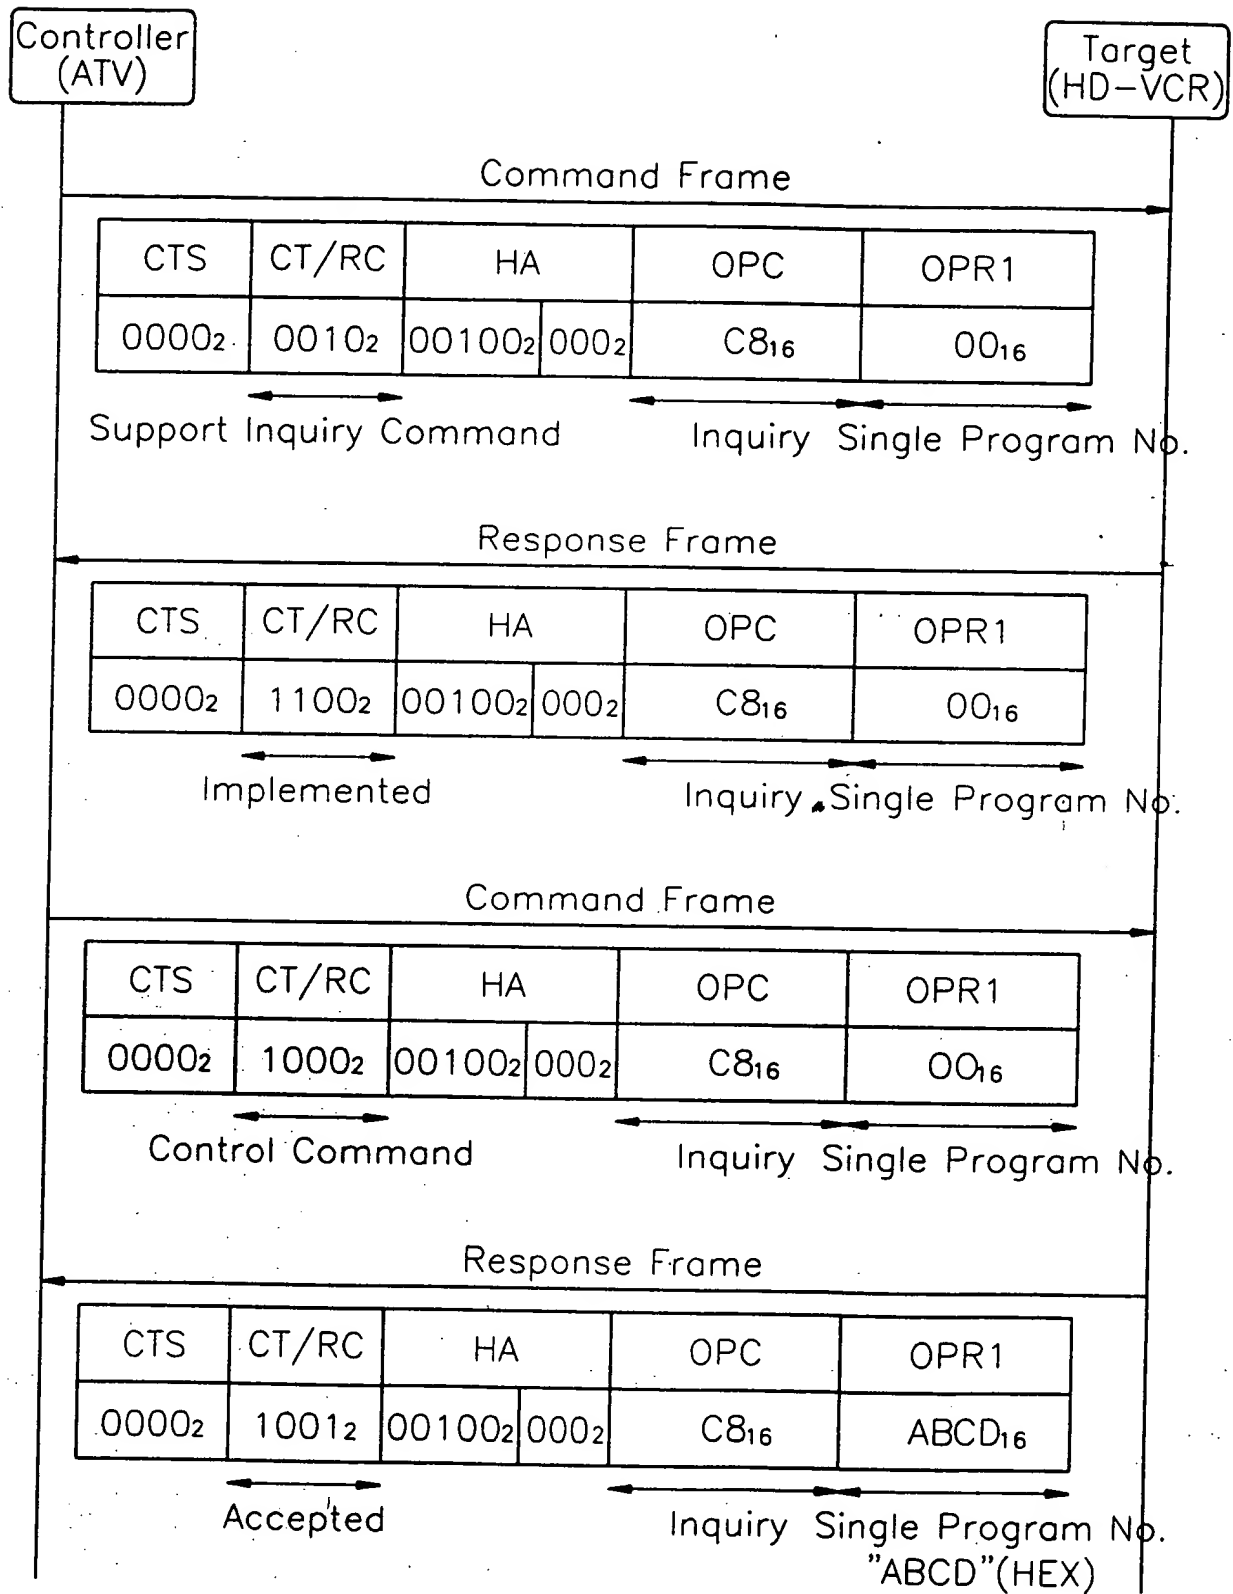 Controller
(ATV)
Target
(HD-VCR)
Command Frame
CTS CT/RC HA OPC OPR1
0000₂ 0010₂ 00100₂ 000₂ C8₁₆ 00₁₆
Support Inquiry Command Inquiry Single Program No.
Response Frame
CTS CT/RC HA OPC OPR1
0000₂ 1100₂ 00100₂ 000₂ C8₁₆ 00₁₆
Implemented Inquiry Single Program No.
Command Frame
CTS CT/RC HA OPC OPR1
0000₂ 1000₂ 00100₂ 000₂ C8₁₆ 00₁₆
Control Command Inquiry Single Program No.
Response Frame
CTS CT/RC HA OPC OPR1
0000₂ 1001₂ 00100₂ 000₂ C8₁₆ ABCD₁₆
Accepted Inquiry Single Program No.
"ABCD"(HEX)